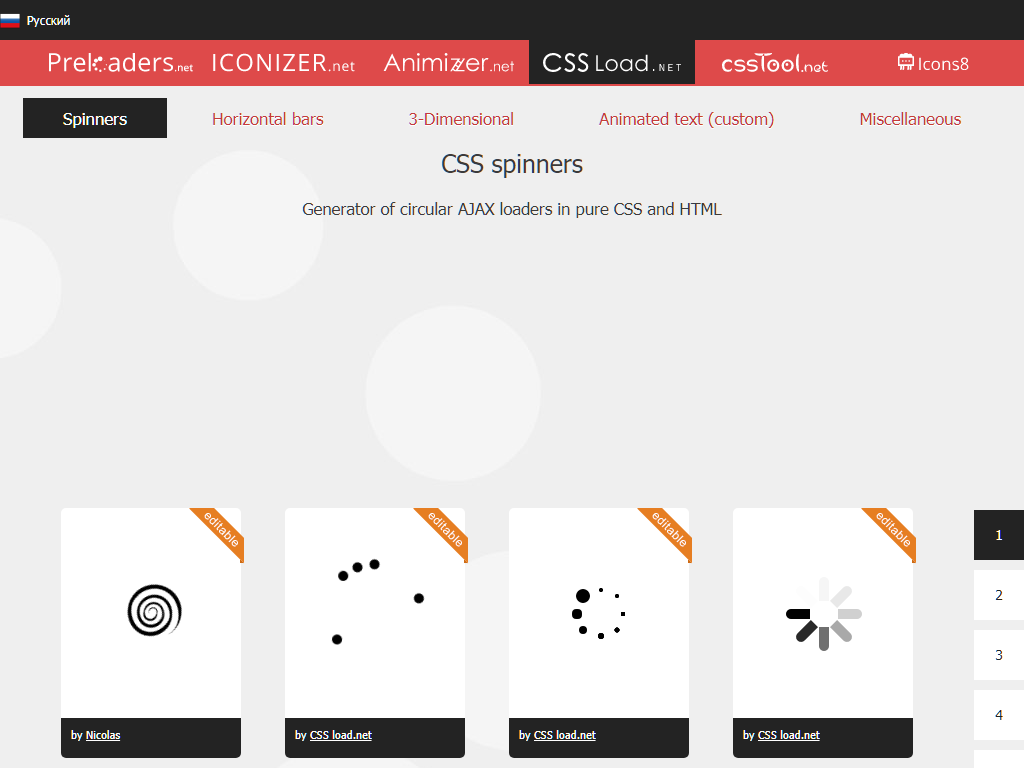 Русский
Preloaders.net ICONIZER.net Animizzer.net CSS Load.NET cssTool.net Icons8
Spinners Horizontal bars 3-Dimensional Animated text (custom) Miscellaneous
CSS spinners
Generator of circular AJAX loaders in pure CSS and HTML
editable editable editable editable
1
2
3
4
by Nicolas by CSS load.net by CSS load.net by CSS load.net